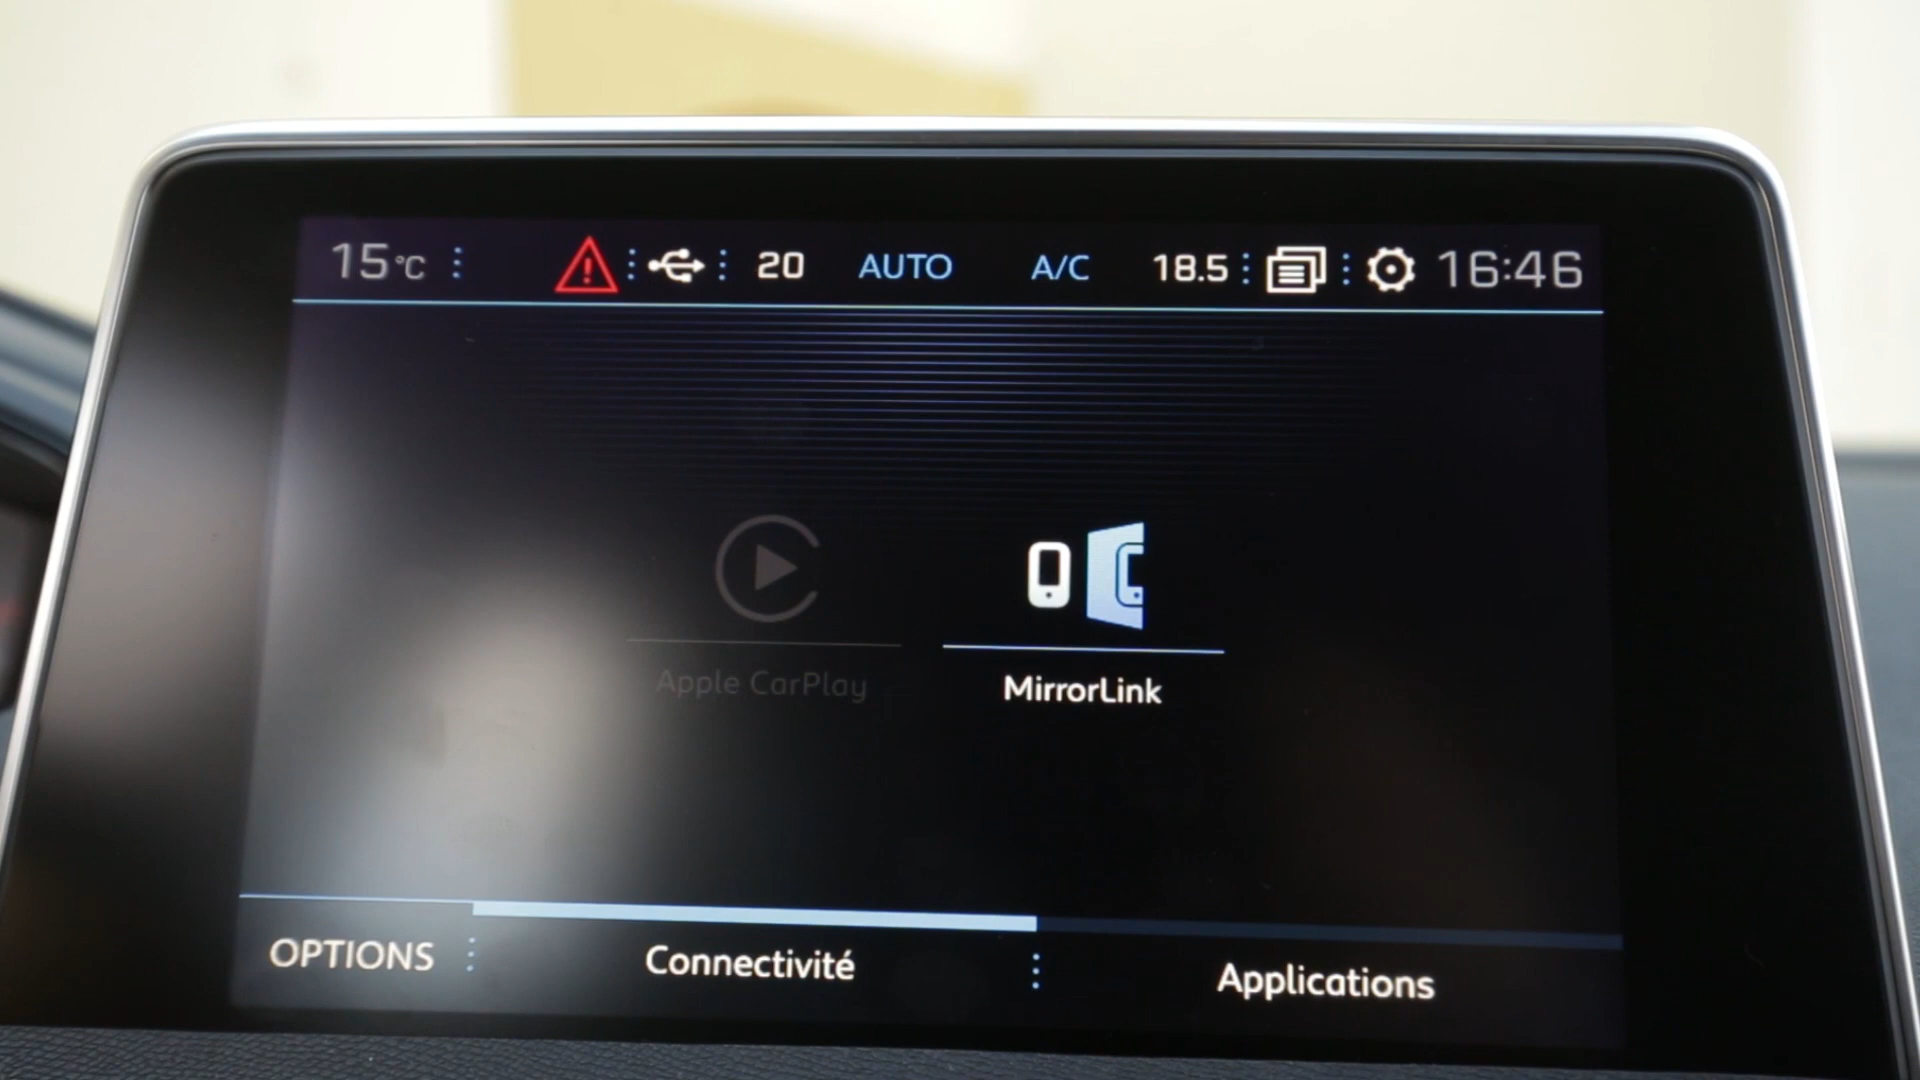 15°C 20 AUTO A/C 18.5 16:46
Apple CarPlay MirrorLink
OPTIONS Connectivité Applications